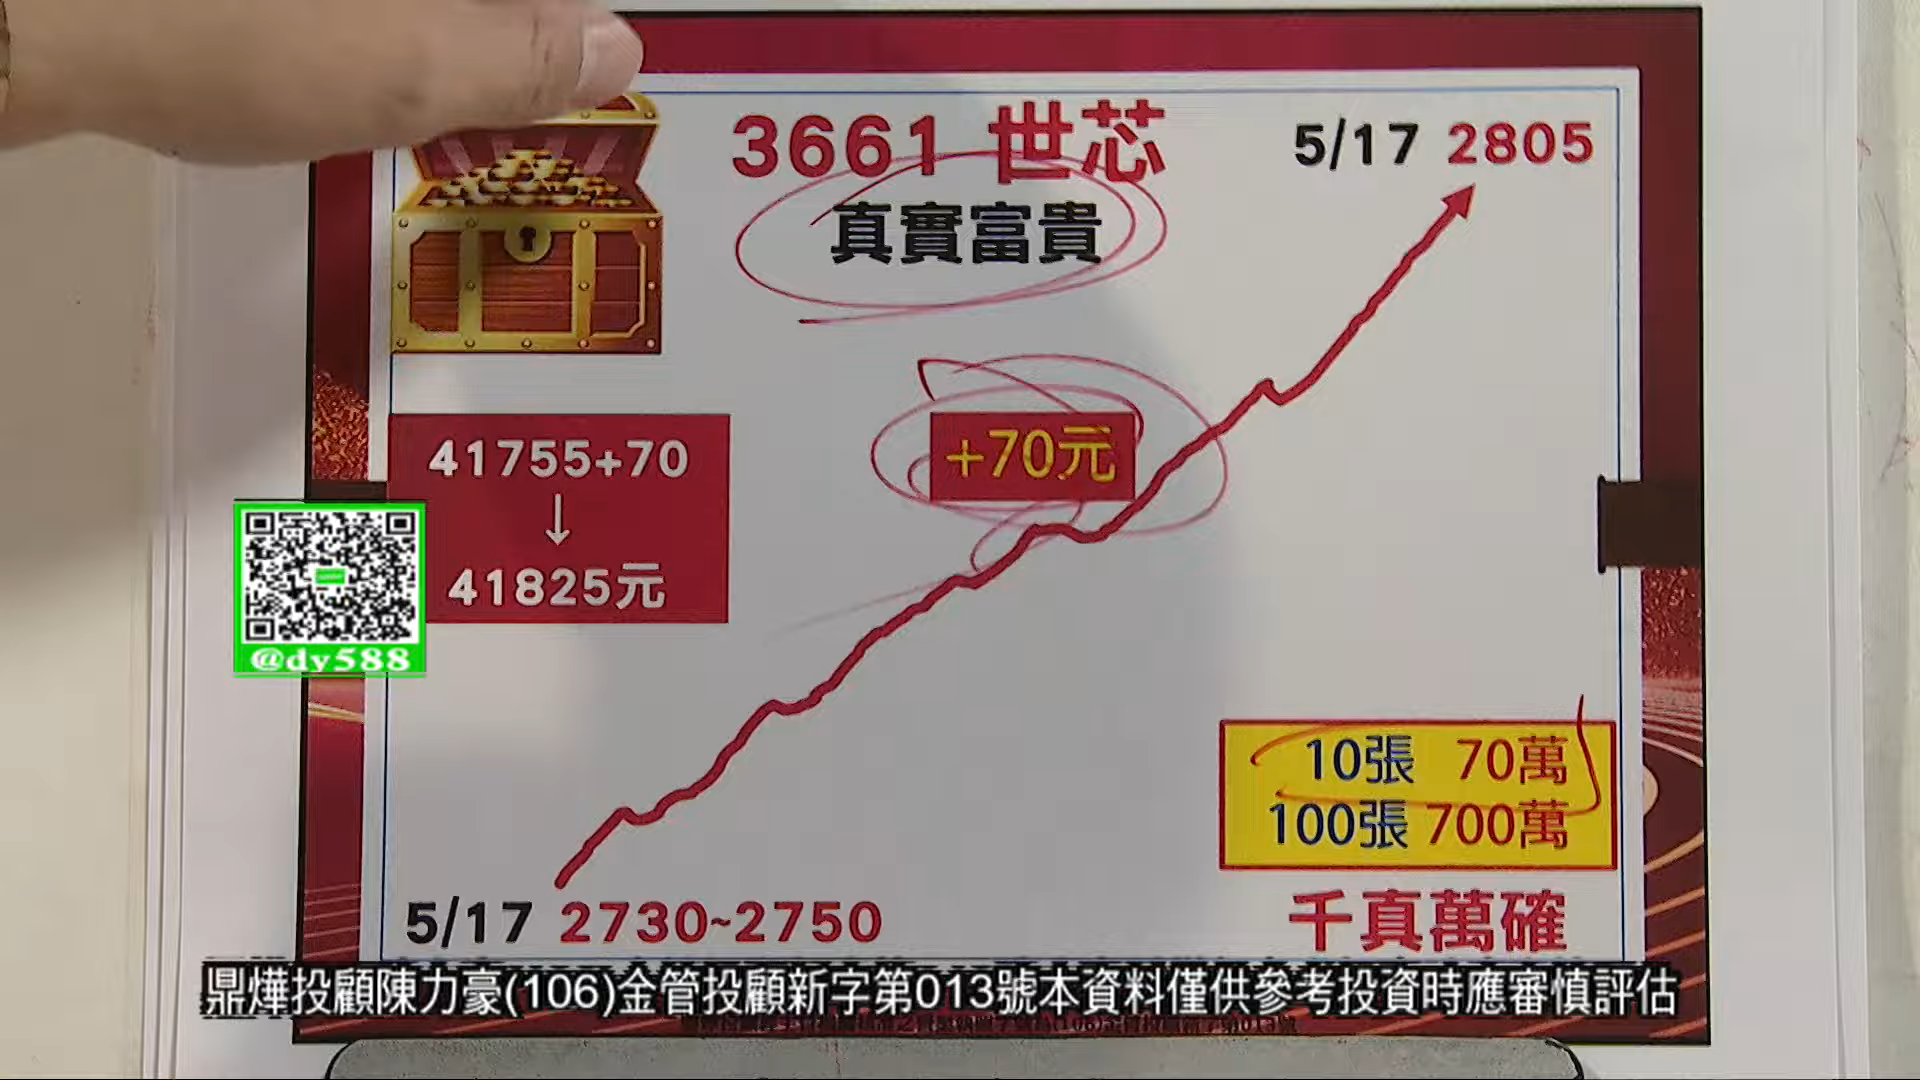 3661 世芯
5/17 2805
真實富貴
+70元
41755+70
↓
41825元
@dy588
10張 70萬
100張 700萬
5/17 2730~2750
千真萬確
鼎燁投顧陳力豪(106)金管投顧新字第013號本資料僅供參考投資時應審慎評估